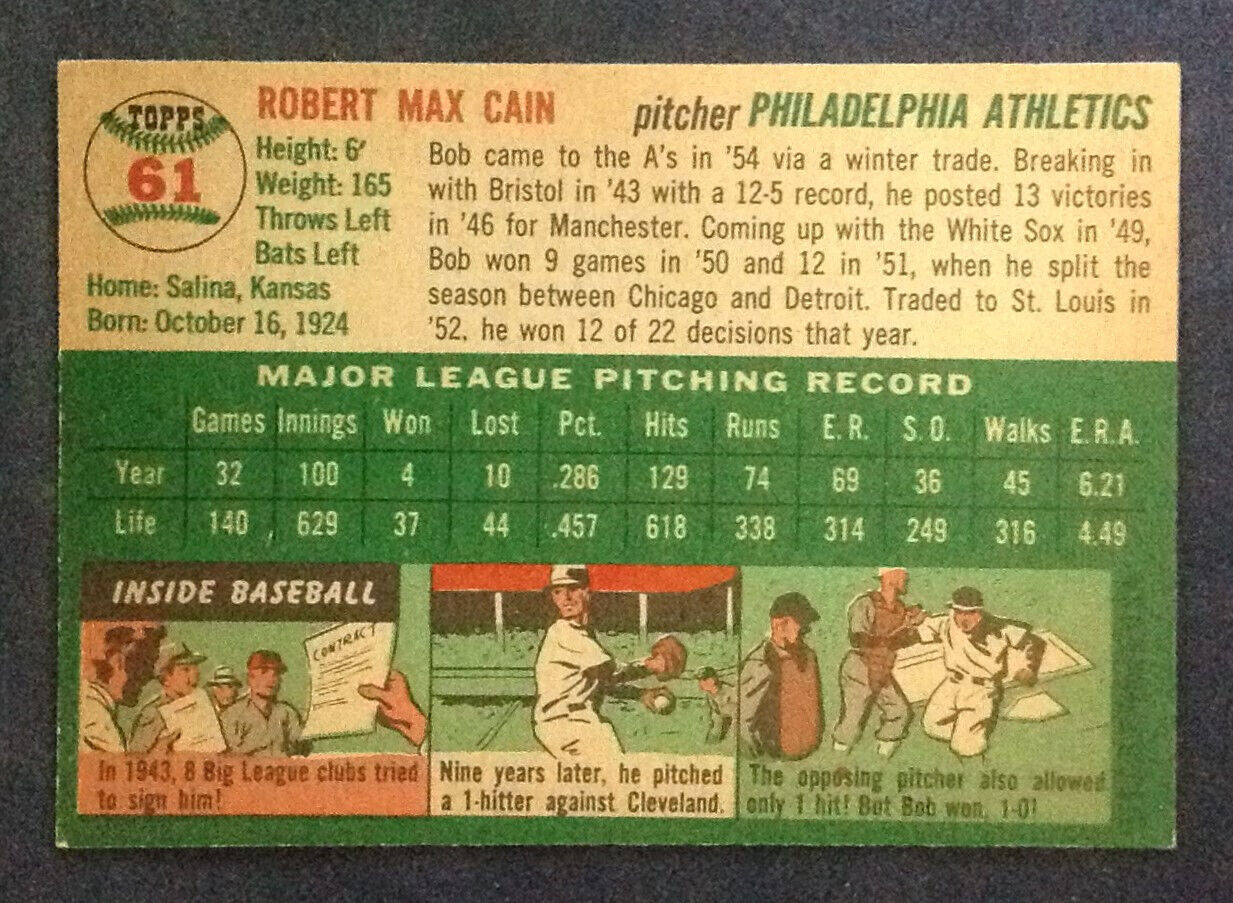 TOPPS
61
ROBERT MAX CAIN
pitcher PHILADELPHIA ATHLETICS
Height: 6'
Weight: 165
Throws Left
Bats Left
Home: Salina, Kansas
Born: October 16, 1924
Bob came to the A's in '54 via a winter trade. Breaking in
with Bristol in '43 with a 12-5 record, he posted 13 victories
in '46 for Manchester. Coming up with the White Sox in '49,
Bob won 9 games in '50 and 12 in '51, when he split the
season between Chicago and Detroit. Traded to St. Louis in
'52, he won 12 of 22 decisions that year.
MAJOR LEAGUE PITCHING RECORD
Games Innings Won Lost Pct. Hits Runs E. R. S. O. Walks E.R.A.
Year 32 100 4 10 .286 129 74 69 36 45 6.21
Life 140 629 37 44 .457 618 338 314 249 316 4.49
INSIDE BASEBALL
CONTRACT
In 1943, 8 Big League clubs tried
to sign him!
Nine years later, he pitched
a 1-hitter against Cleveland.
The opposing pitcher also allowed
only 1 hit! But Bob won, 1-0!